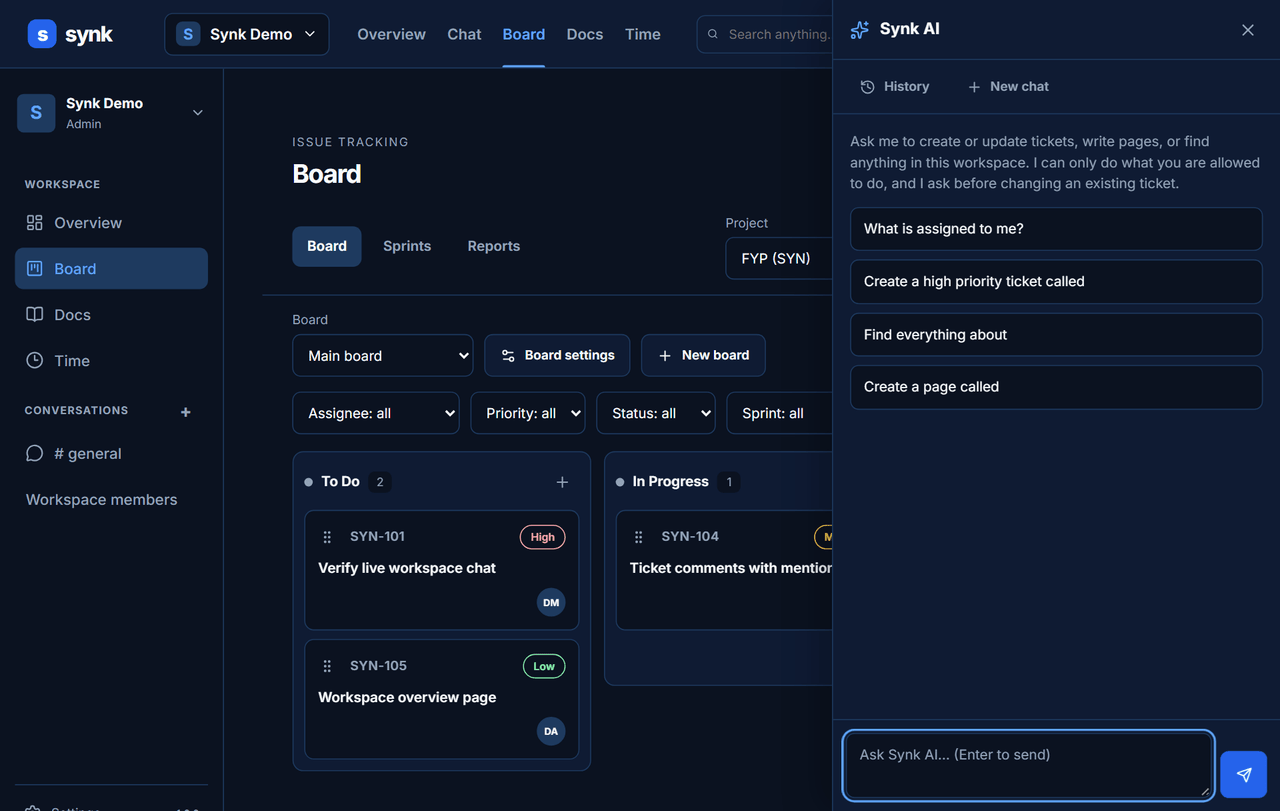 s synk
S Synk Demo
Overview Chat Board Docs Time
Search anything.
Synk AI
S
Synk Demo
Admin
WORKSPACE
Overview
Board
Docs
Time
CONVERSATIONS +
# general
Workspace members
ISSUE TRACKING
Board
Board Sprints Reports
Project
FYP (SYN)
Board
Main board
Board settings
+ New board
Assignee: all
Priority: all
Status: all
Sprint: all
To Do 2 +
SYN-101 High
Verify live workspace chat
DM
SYN-105 Low
Workspace overview page
DA
In Progress 1
SYN-104 M
Ticket comments with mention
History
+ New chat
Ask me to create or update tickets, write pages, or find
anything in this workspace. I can only do what you are allowed
to do, and I ask before changing an existing ticket.
What is assigned to me?
Create a high priority ticket called
Find everything about
Create a page called
Ask Synk AI... (Enter to send)